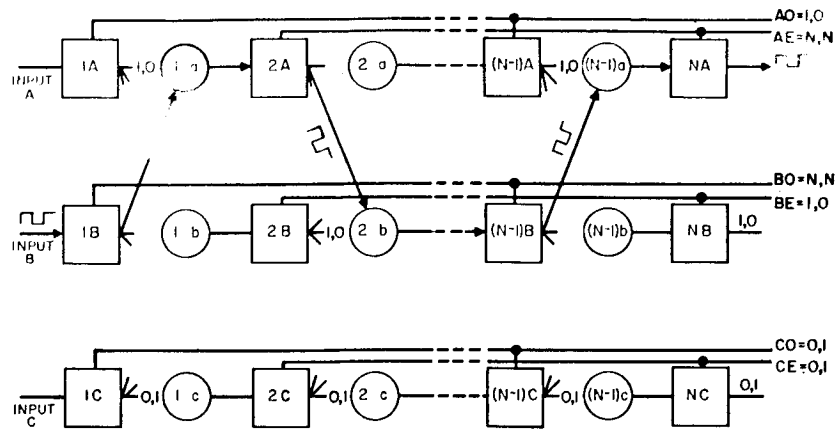 AO=1,0
AE=N,N
1A 1,0 1 a 2A 2 a (N-1)A 1,0 (N-1)a NA
INPUT
A
BO=N,N
BE=1,0
1B 1 b 2B 1,0 2 b (N-1)B (N-1)b NB 1,0
INPUT
B
CO=0,1
CE=0,1
1C 0,1 1 c 2C 0,1 2 c (N-1)C 0,1 (N-1)c NC 0,1
INPUT
C